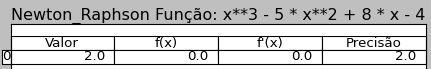 Newton_Raphson Função: x**3 - 5 * x**2 + 8 * x - 4
Valor f(x) f'(x) Precisão
0 2.0 0.0 0.0 2.0